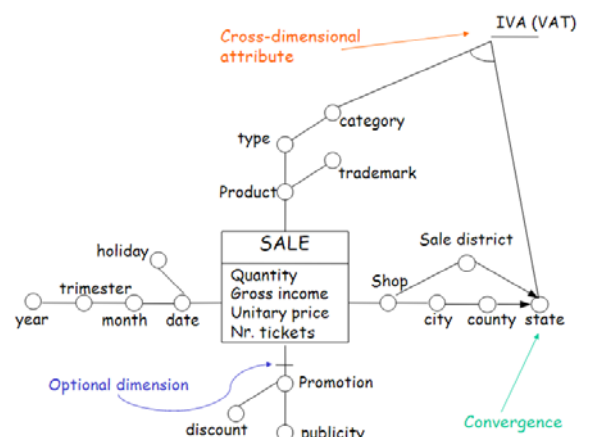 IVA (VAT)
Cross-dimensional
attribute
category
type
trademark
Product
SALE
Quantity
Gross income
Unitary price
Nr. tickets
holiday
trimester
year
month
date
Sale district
Shop
city
county
state
Optional dimension
Promotion
discount
publicity
Convergence